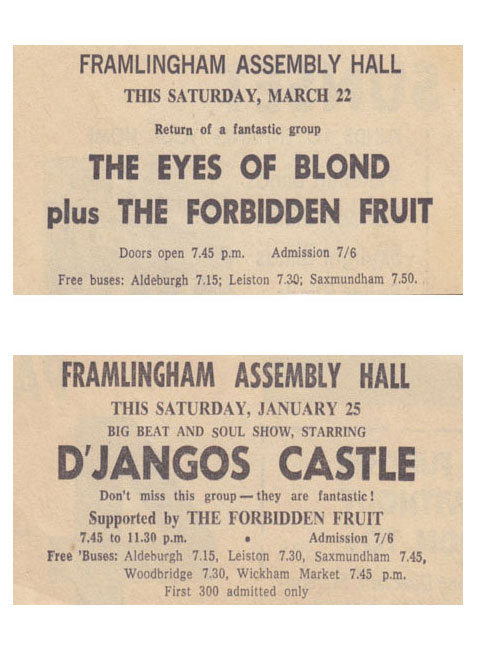 FRAMLINGHAM ASSEMBLY HALL
THIS SATURDAY, MARCH 22
Return of a fantastic group
THE EYES OF BLOND
plus THE FORBIDDEN FRUIT
Doors open 7.45 p.m. Admission 7/6
Free buses: Aldeburgh 7.15; Leiston 7.30; Saxmundham 7.50.
FRAMLINGHAM ASSEMBLY HALL
THIS SATURDAY, JANUARY 25
BIG BEAT AND SOUL SHOW, STARRING
D'JANGOS CASTLE
Don't miss this group — they are fantastic!
Supported by THE FORBIDDEN FRUIT
7.45 to 11.30 p.m. • Admission 7/6
Free 'Buses: Aldeburgh 7.15, Leiston 7.30, Saxmundham 7.45,
Woodbridge 7.30, Wickham Market 7.45 p.m.
First 300 admitted only